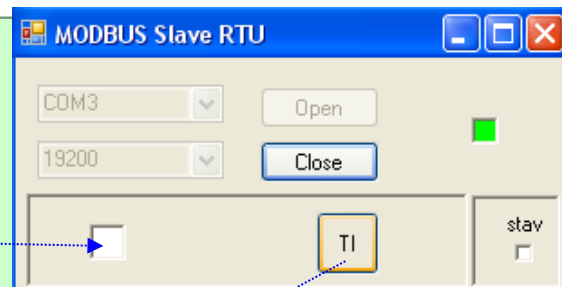 MODBUS Slave RTU
COM3
Open
19200
Close
TI
stav